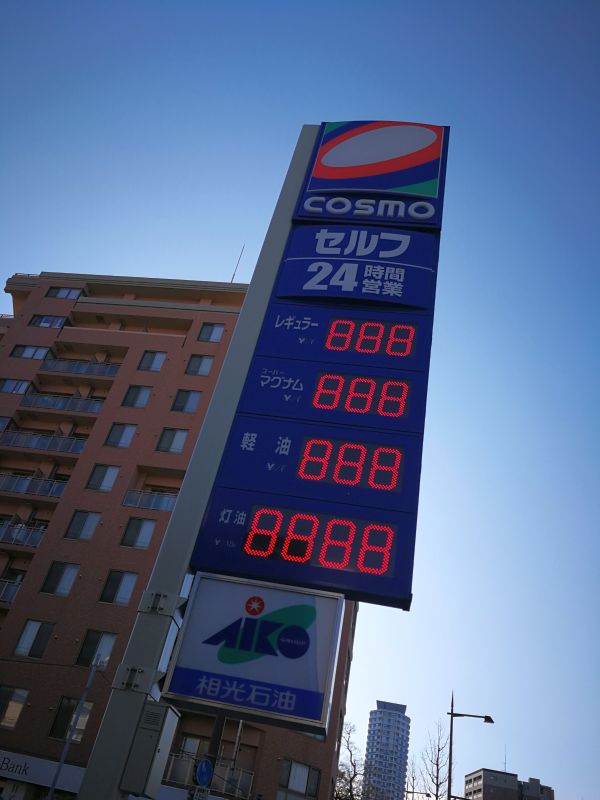 COSMO
セルフ
24時間営業
レギュラー
888
スーパー
マグナム
888
軽油
888
灯油
8888
AIKO
相光石油
Bank